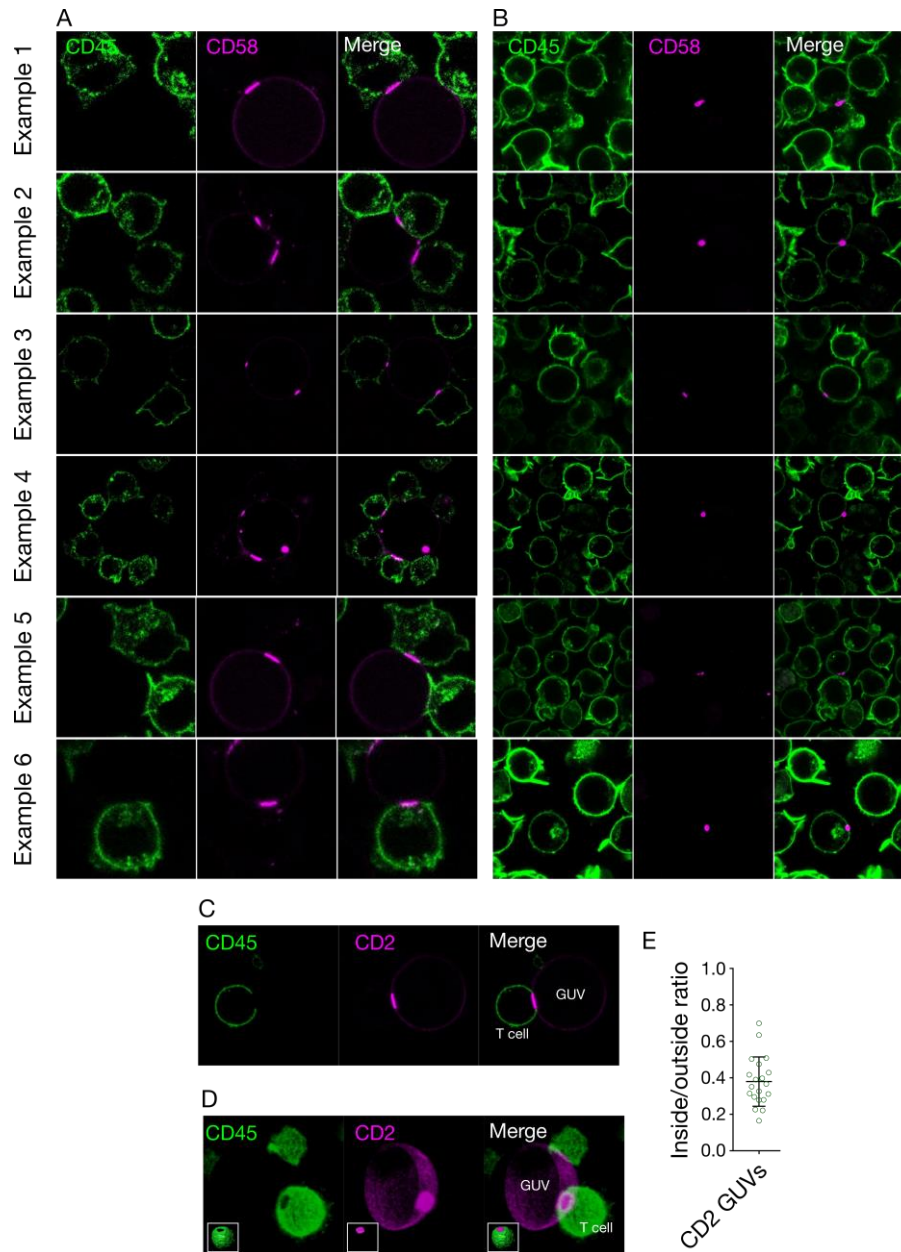 A
B
CD45 CD58 Merge
CD45 CD58 Merge
Example 1
Example 2
Example 3
Example 4
Example 5
Example 6
C
CD45 CD2 Merge
GUV
T cell
D
CD45 CD2 Merge
GUV
T cell
E
Inside/outside ratio
1.0
0.8
0.6
0.4
0.2
0.0
CD2 GUVs